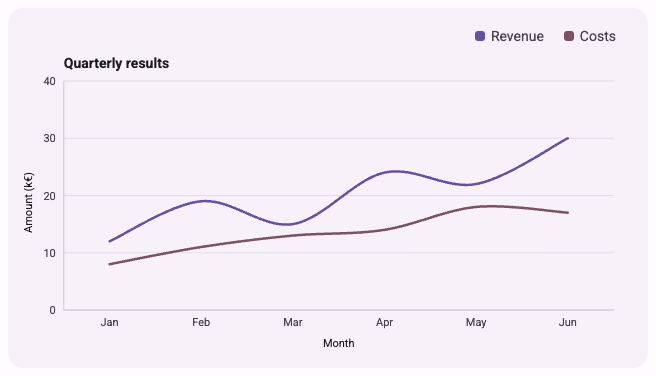 Revenue Costs
Quarterly results
40
30
20
10
0
Amount (k€)
Jan Feb Mar Apr May Jun
Month